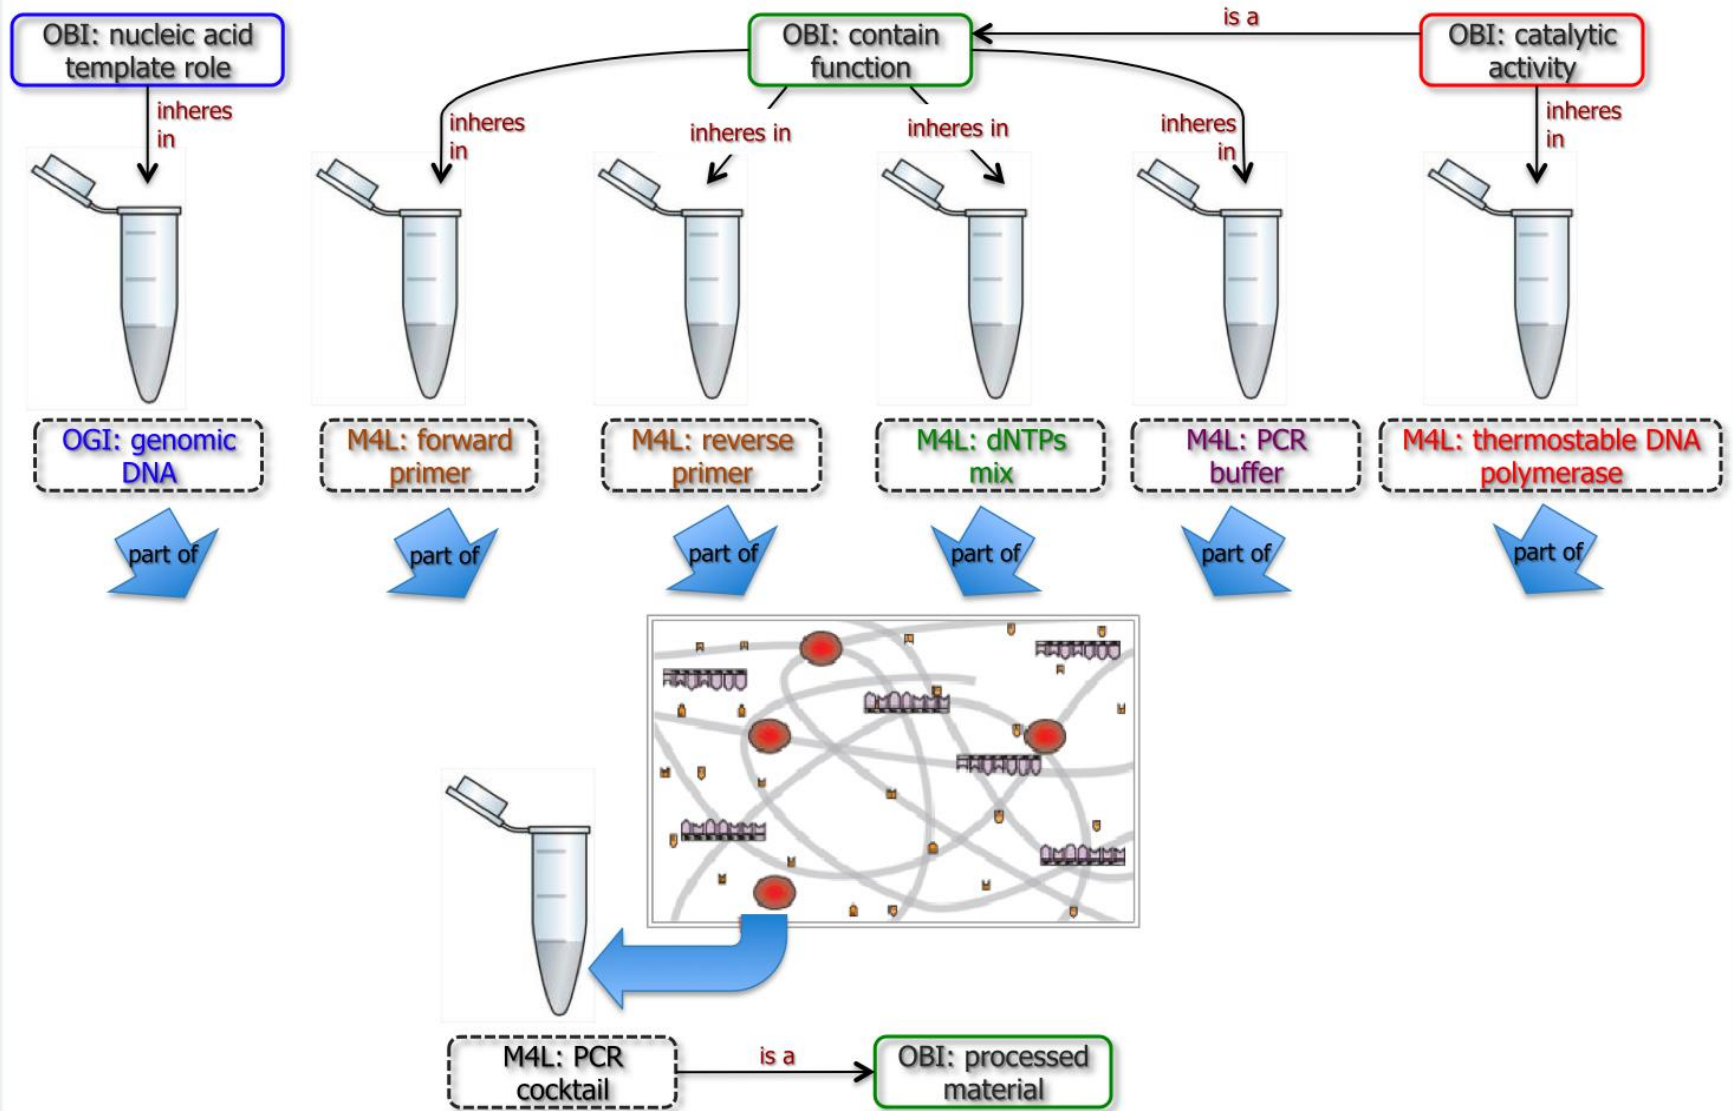 OBI: nucleic acid
template role
OBI: contain
function
is a
OBI: catalytic
activity
inheres
in
inheres
in
inheres in
inheres in
inheres
in
inheres
in
OGI: genomic
DNA
M4L: forward
primer
M4L: reverse
primer
M4L: dNTPs
mix
M4L: PCR
buffer
M4L: thermostable DNA
polymerase
part of
part of
part of
part of
part of
part of
M4L: PCR
cocktail
is a
OBI: processed
material